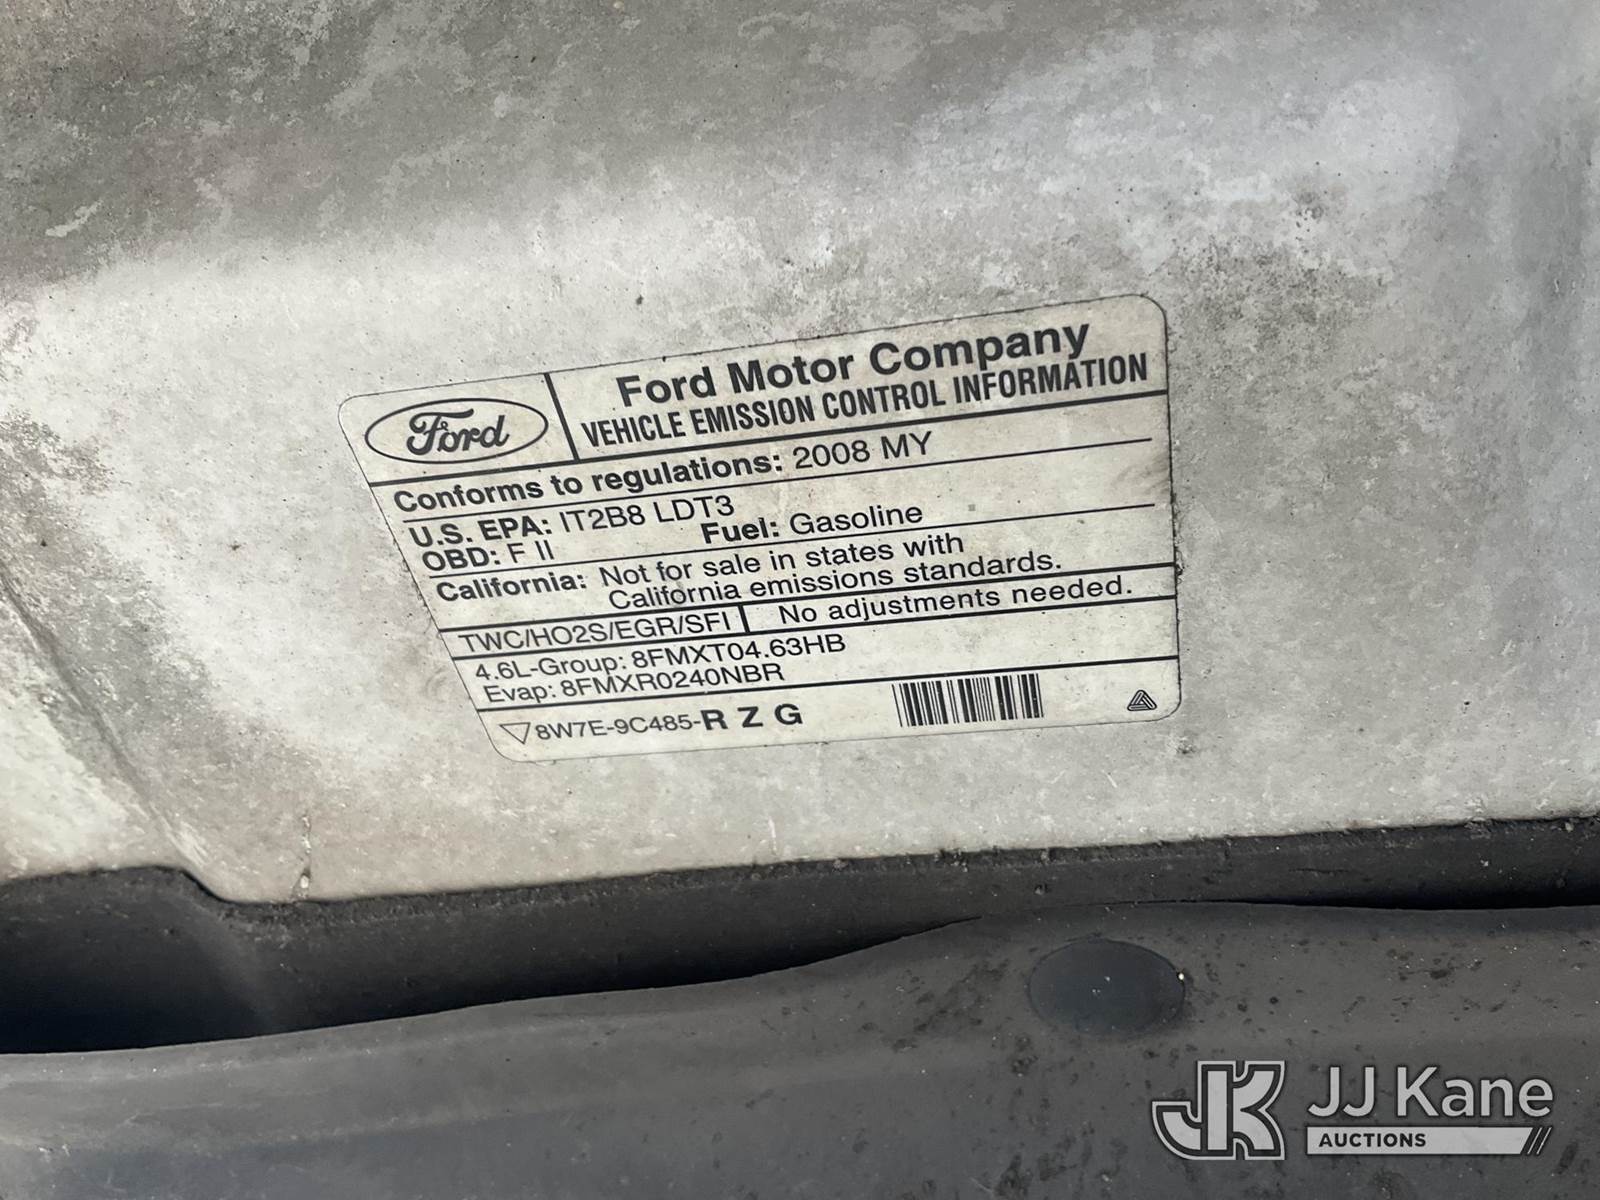 Ford
Ford Motor Company
VEHICLE EMISSION CONTROL INFORMATION
Conforms to regulations: 2008 MY
U.S. EPA: IT2B8 LDT3
OBD: F II Fuel: Gasoline
California: Not for sale in states with
California emissions standards.
TWC/HO2S/EGR/SFI No adjustments needed.
4.6L-Group: 8FMXT04.63HB
Evap: 8FMXR0240NBR
8W7E-9C485-R Z G
JK JJ Kane
AUCTIONS